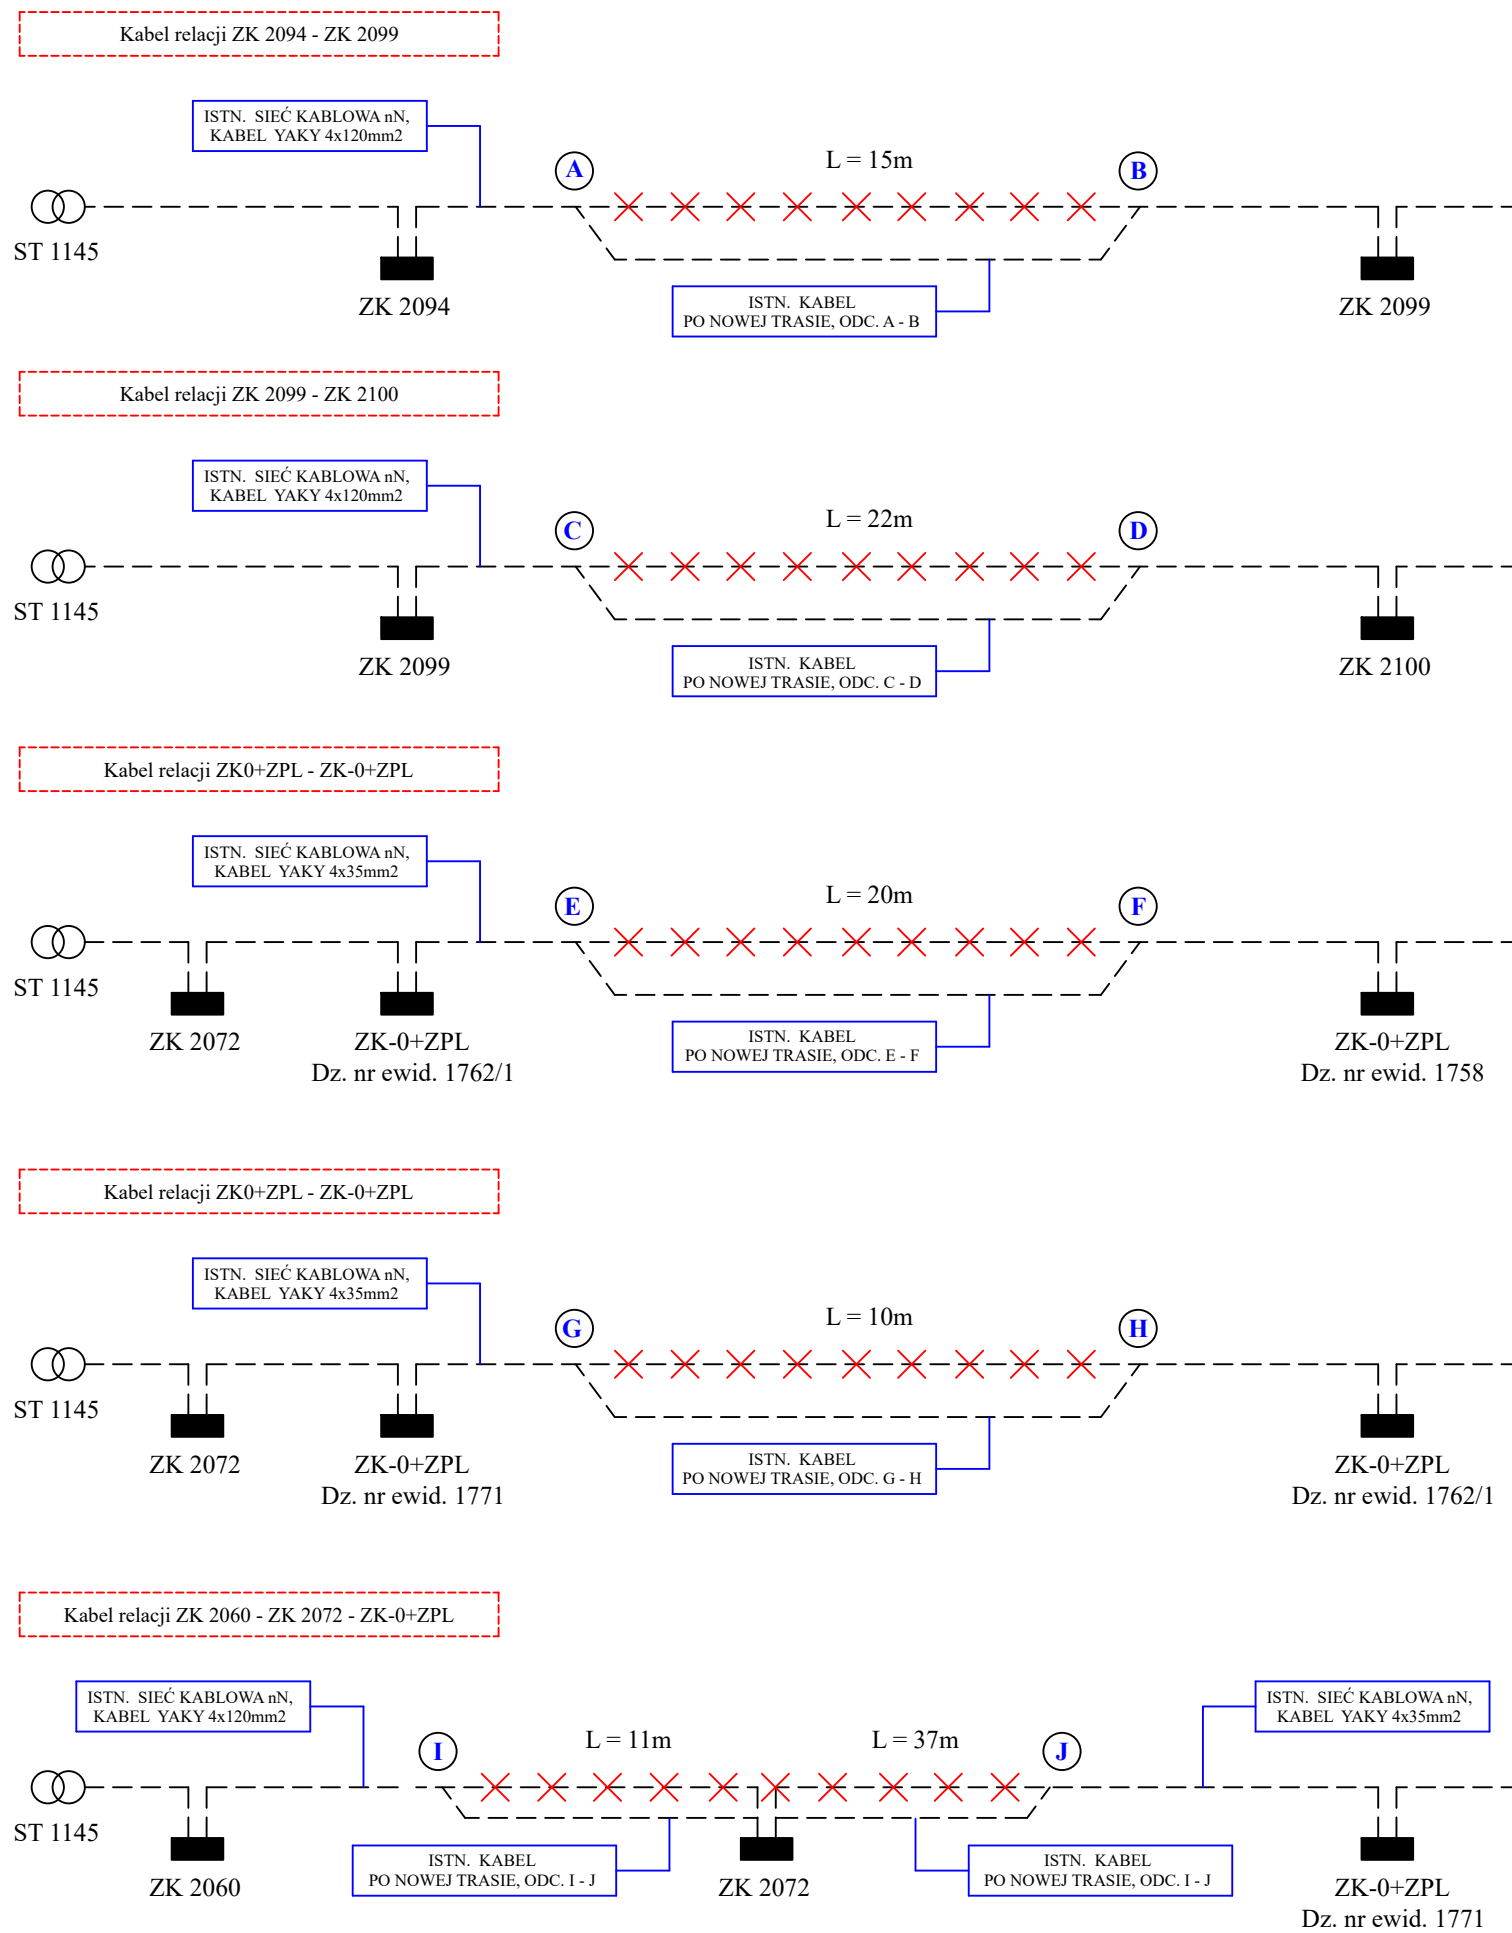 Kabel relacji ZK 2094 - ZK 2099
ISTN. SIEĆ KABLOWA nN,
KABEL YAKY 4x120mm2
A
L = 15m
B
ST 1145
ZK 2094
ISTN. KABEL
PO NOWEJ TRASIE, ODC. A - B
ZK 2099
Kabel relacji ZK 2099 - ZK 2100
ISTN. SIEĆ KABLOWA nN,
KABEL YAKY 4x120mm2
C
L = 22m
D
ST 1145
ZK 2099
ISTN. KABEL
PO NOWEJ TRASIE, ODC. C - D
ZK 2100
Kabel relacji ZK0+ZPL - ZK-0+ZPL
ISTN. SIEĆ KABLOWA nN,
KABEL YAKY 4x35mm2
E
L = 20m
F
ST 1145
ZK 2072
ZK-0+ZPL
Dz. nr ewid. 1762/1
ISTN. KABEL
PO NOWEJ TRASIE, ODC. E - F
ZK-0+ZPL
Dz. nr ewid. 1758
Kabel relacji ZK0+ZPL - ZK-0+ZPL
ISTN. SIEĆ KABLOWA nN,
KABEL YAKY 4x35mm2
G
L = 10m
H
ST 1145
ZK 2072
ZK-0+ZPL
Dz. nr ewid. 1771
ISTN. KABEL
PO NOWEJ TRASIE, ODC. G - H
ZK-0+ZPL
Dz. nr ewid. 1762/1
Kabel relacji ZK 2060 - ZK 2072 - ZK-0+ZPL
ISTN. SIEĆ KABLOWA nN,
KABEL YAKY 4x120mm2
I
L = 11m
L = 37m
J
ISTN. SIEĆ KABLOWA nN,
KABEL YAKY 4x35mm2
ST 1145
ZK 2060
ISTN. KABEL
PO NOWEJ TRASIE, ODC. I - J
ZK 2072
ISTN. KABEL
PO NOWEJ TRASIE, ODC. I - J
ZK-0+ZPL
Dz. nr ewid. 1771